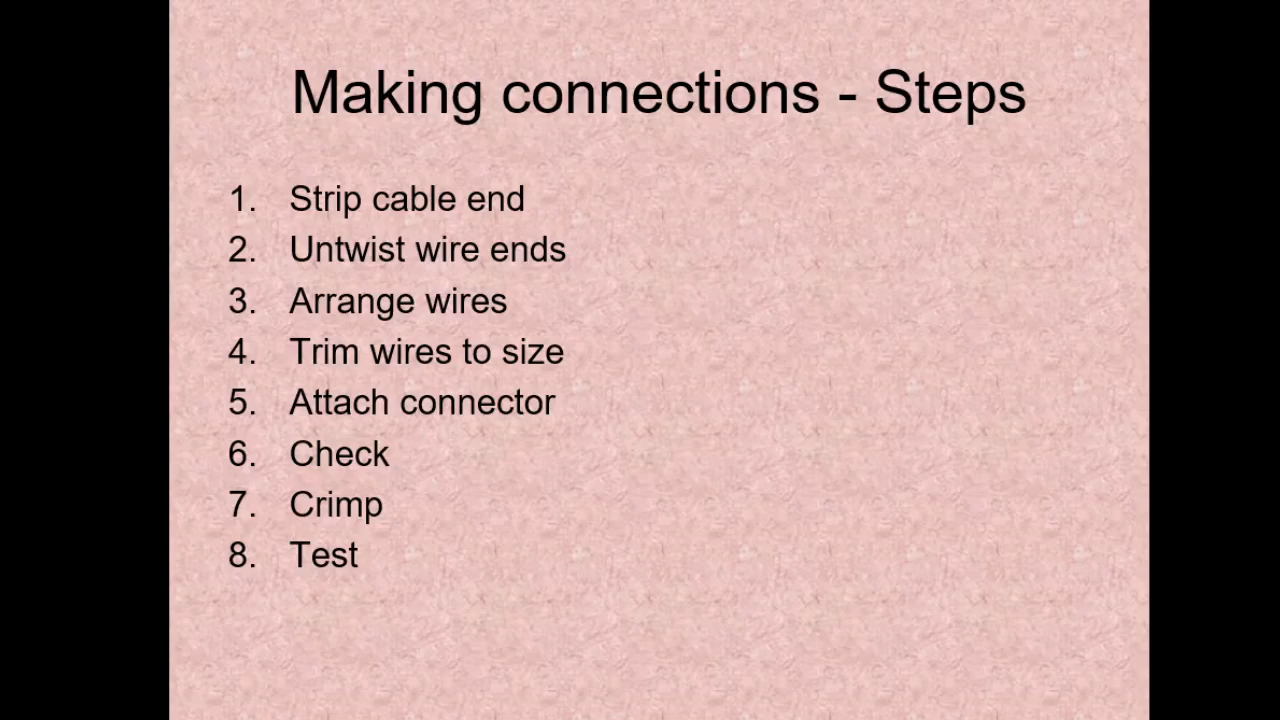 Making connections - Steps
1. Strip cable end
2. Untwist wire ends
3. Arrange wires
4. Trim wires to size
5. Attach connector
6. Check
7. Crimp
8. Test